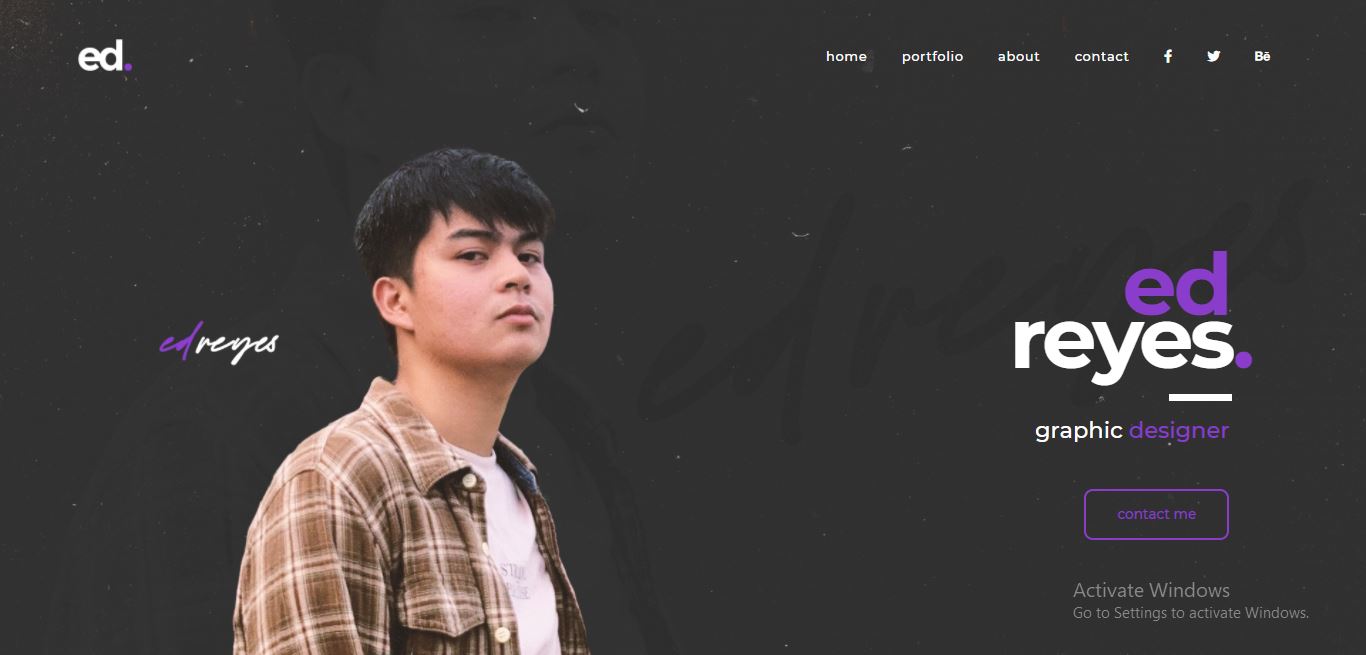 ed.
home portfolio about contact Bē
edreyes
edreyes
ed
reyes.
graphic designer
contact me
Activate Windows
Go to Settings to activate Windows.